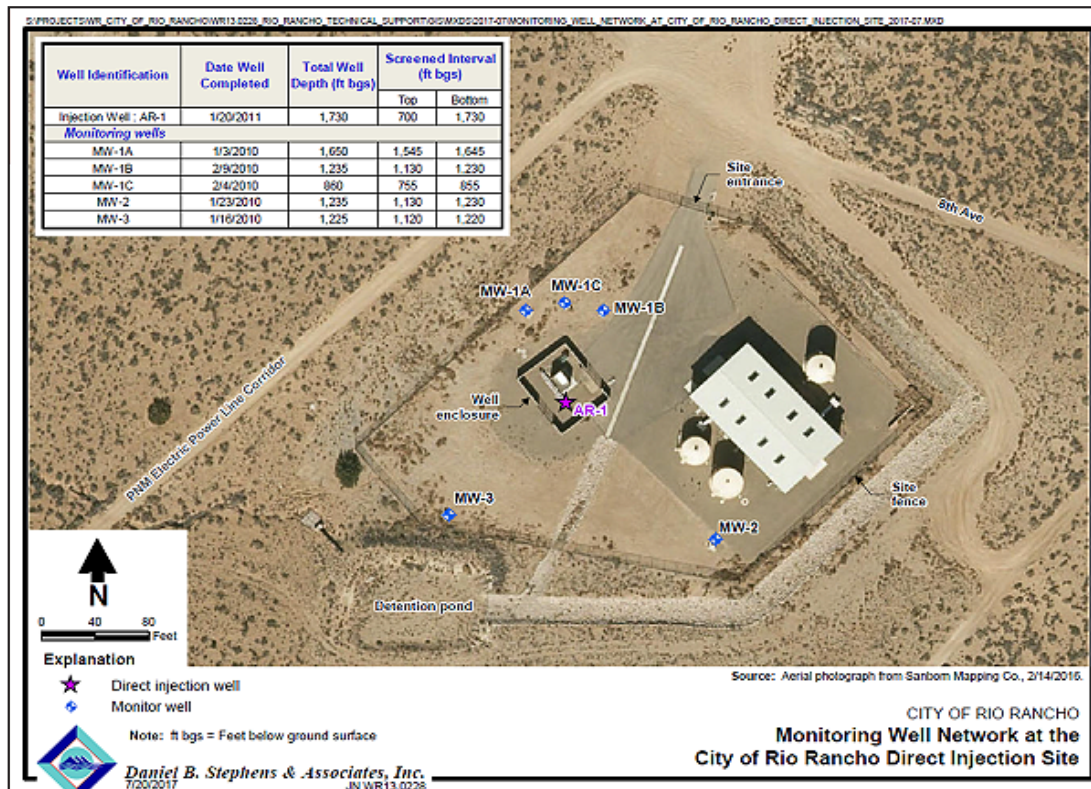 S:\PROJECTS\WR_CITY_OF_RIO_RANCHO\WR13.0228_RIO_RANCHO_TECHNICAL_SUPPORT\GIS\MXDS\2017-07\MONITORING_WELL_NETWORK_AT_CITY_OF_RIO_RANCHO_DIRECT_INJECTION_SITE_2017-07.MXD
Well Identification Date Well Completed Total Well Depth (ft bgs) Screened Interval (ft bgs)
Top Bottom
Injection Well : AR-1 1/20/2011 1,730 700 1,730
Monitoring wells
MW-1A 1/3/2010 1,650 1,545 1,645
MW-1B 2/9/2010 1,235 1,130 1,230
MW-1C 2/4/2010 860 755 855
MW-2 1/23/2010 1,235 1,130 1,230
MW-3 1/16/2010 1,225 1,120 1,220
Site
entrance
8th Ave
MW-1A
MW-1C
MW-1B
PNM Electric Power Line Corridor
Well
enclosure
AR-1
Site
fence
MW-3
MW-2
Detention pond
N
0 40 80
Feet
Explanation
Direct injection well
Monitor well
Note: ft bgs = Feet below ground surface
Source: Aerial photograph from Sanborn Mapping Co., 2/14/2016.
CITY OF RIO RANCHO
Monitoring Well Network at the
City of Rio Rancho Direct Injection Site
Daniel B. Stephens & Associates, Inc.
7/20/2017 JN WR13.0228